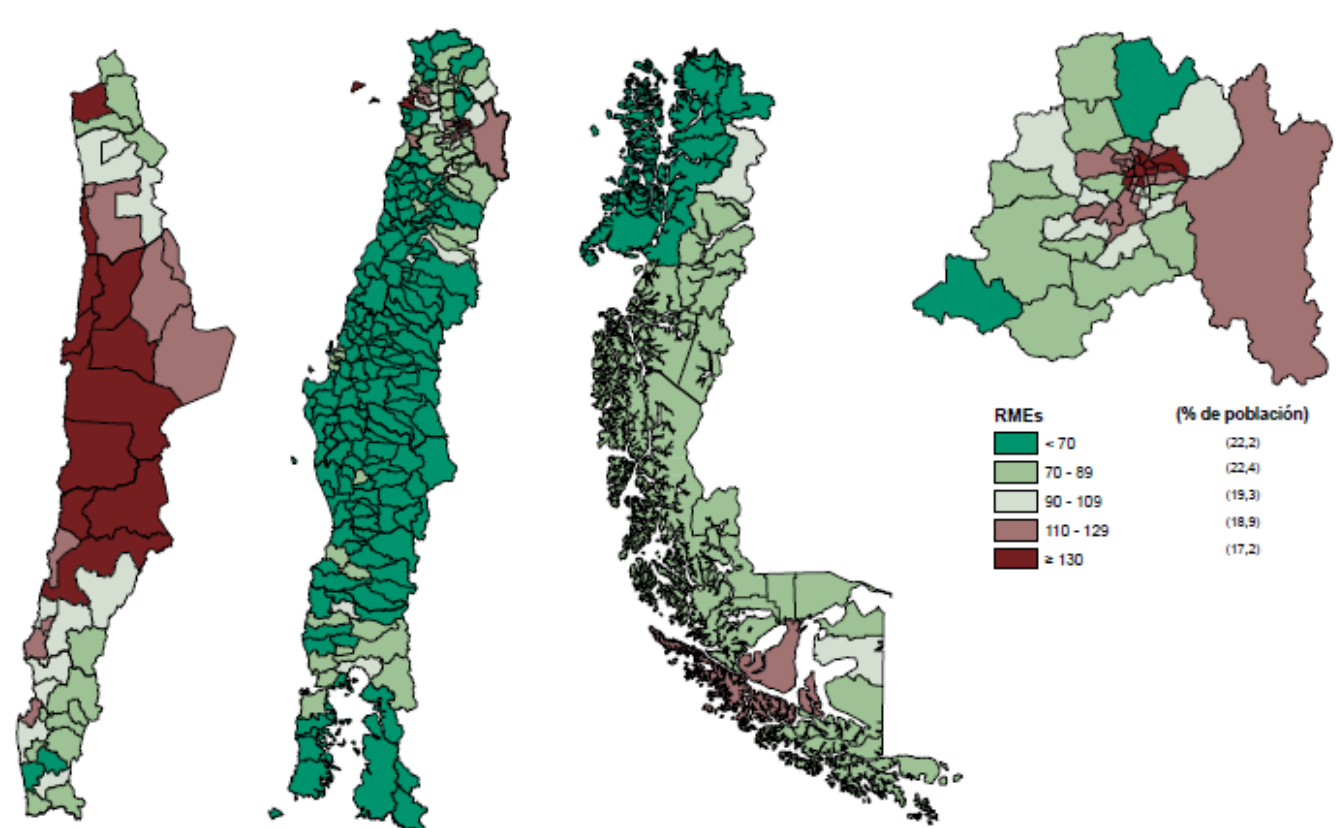 RMEs (% de población)
< 70 (22,2)
70 - 89 (22,4)
90 - 109 (19,3)
110 - 129 (18,9)
≥ 130 (17,2)